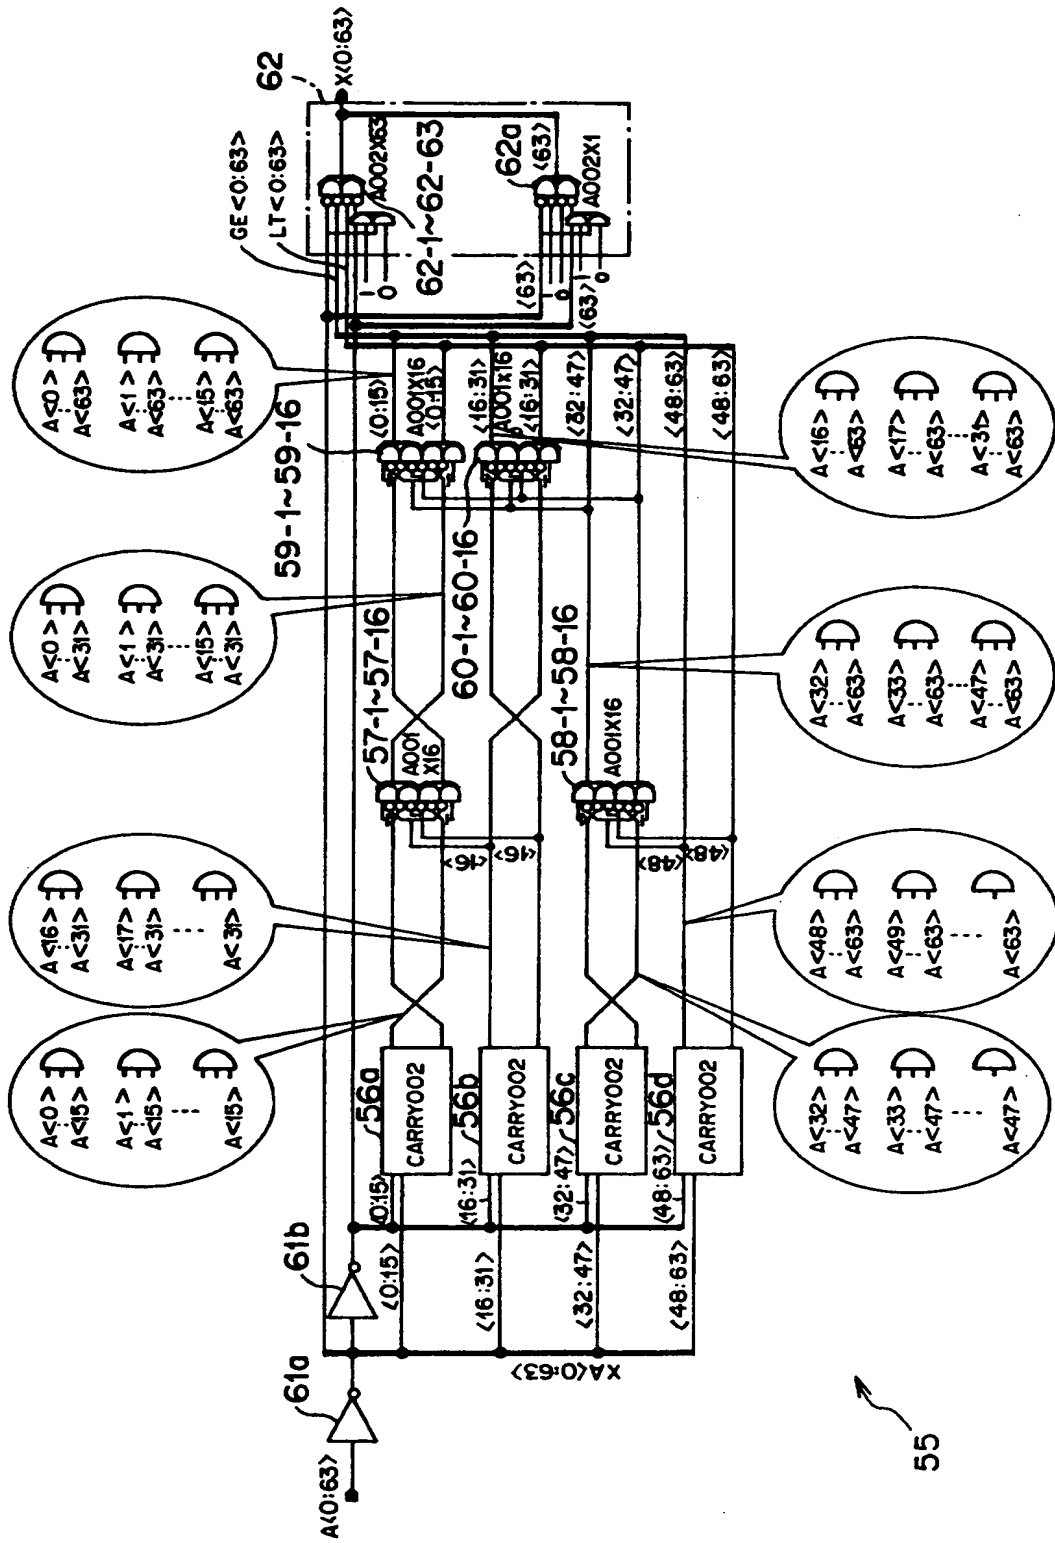 A<0:63>
61a
61b
XA<0:63>
<0:15>
<0:15>
<16:31>
<16:31>
<32:47>
<32:47>
<48:63>
<48:63>
56a
CARRY002
56b
CARRY002
56c
CARRY002
56d
CARRY002
A<0>
A<15>
A<1>
A<15>
A<15>
A<16>
A<31>
A<17>
A<31>
A<31>
A<32>
A<47>
A<33>
A<47>
A<47>
A<48>
A<63>
A<49>
A<63>
A<63>
57-1~57-16
A001
X16
<16>
<16>
58-1~58-16
A001X16
<48>
<48>
A<0>
A<31>
A<1>
A<31>
A<15>
A<31>
A<32>
A<63>
A<33>
A<63>
A<47>
A<63>
59-1~59-16
60-1~60-16
<0:15>
A001X16
<0:15>
<16:31>
A001X16
<16:31>
<32:47>
<32:47>
<48:63>
<48:63>
A<0>
A<63>
A<1>
A<63>
A<15>
A<63>
A<16>
A<63>
A<17>
A<63>
A<31>
A<63>
GE<0:63>
LT<0:63>
62
X<0:63>
A002X63
1
0
62-1~62-63
62a
<63>
A002X1
<63>
1
0
<63>
1
0
55